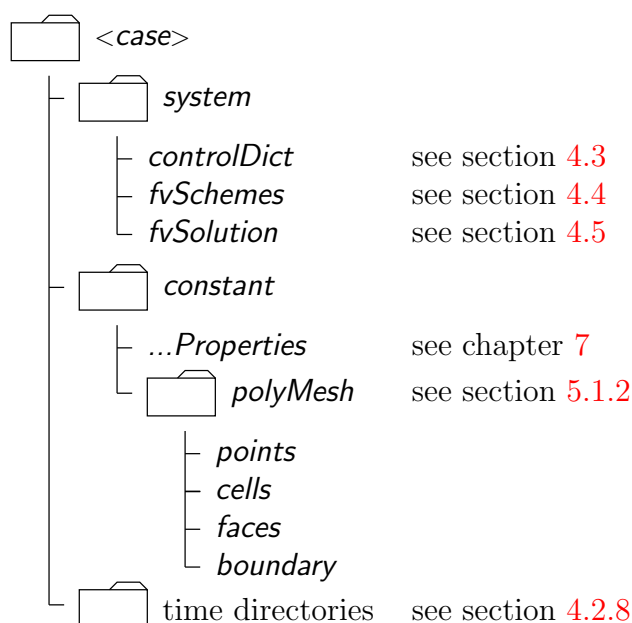 <case>
system
controlDict see section 4.3
fvSchemes see section 4.4
fvSolution see section 4.5
constant
...Properties see chapter 7
polyMesh see section 5.1.2
points
cells
faces
boundary
time directories see section 4.2.8